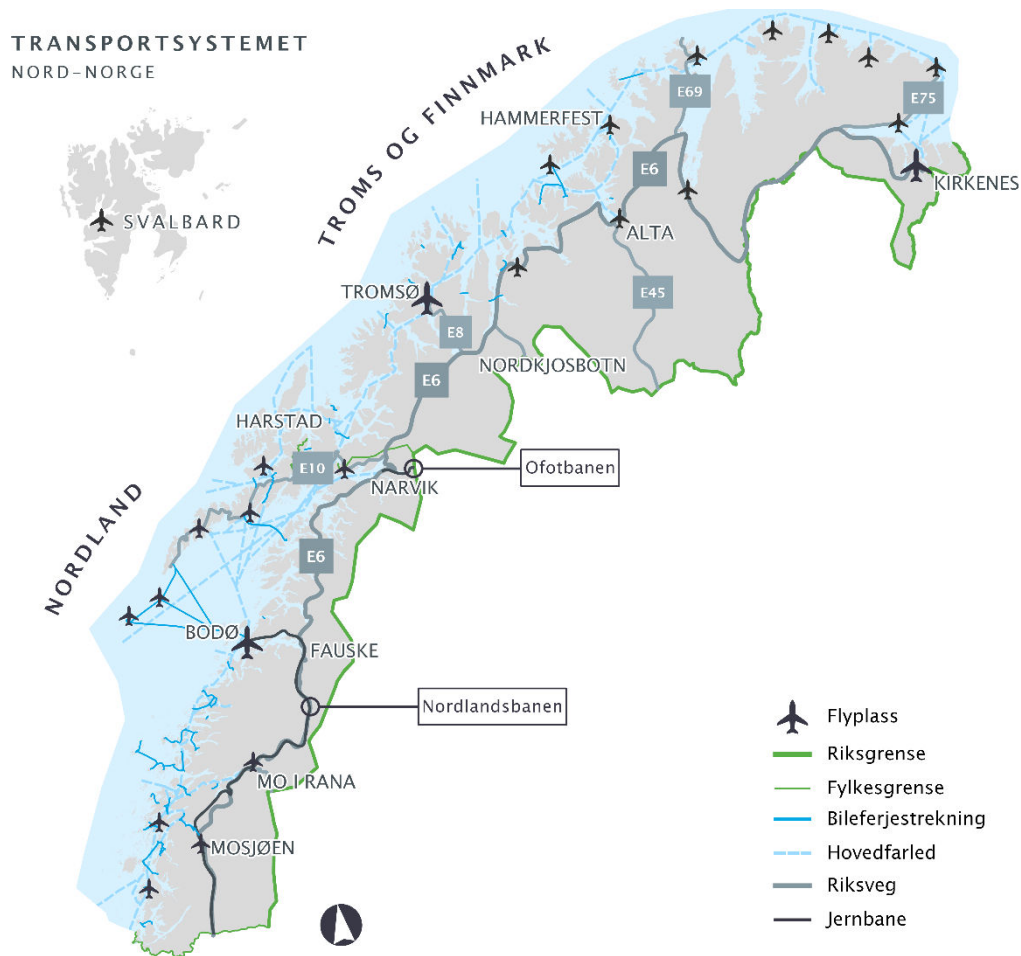 TRANSPORTSYSTEMET
NORD-NORGE
SVALBARD
TROMS OG FINNMARK
NORDLAND
E69
E75
HAMMERFEST
E6
KIRKENES
ALTA
TROMSØ
E45
E8
NORDKJOSBOTN
E6
HARSTAD
E10
Ofotbanen
NARVIK
E6
BODØ
FAUSKE
Nordlandsbanen
MO I RANA
MOSJØEN
Flyplass
Riksgrense
Fylkesgrense
Bileferjestrekning
Hovedfarled
Riksveg
Jernbane